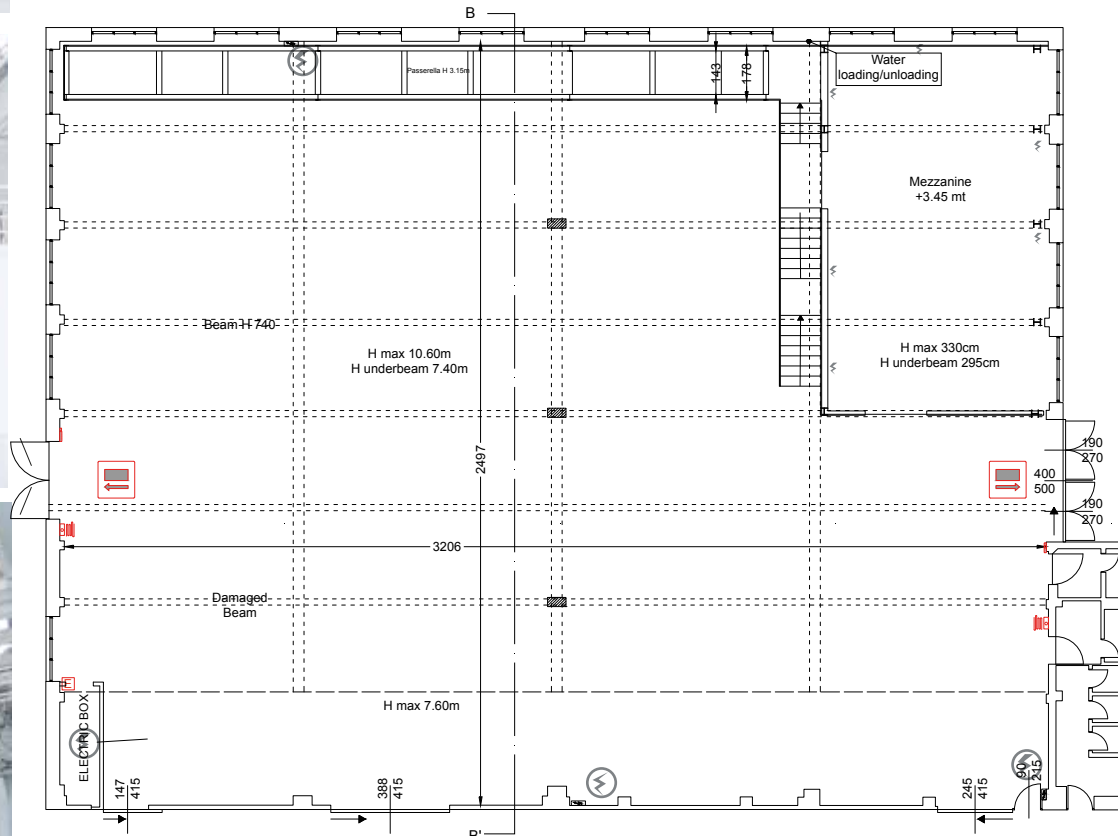 B
Water
loading/unloading
Passerella H 3.15m
143
178
Mezzanine
+3.45 mt
Beam H 740
H max 10.60m
H underbeam 7.40m
H max 330cm
H underbeam 295cm
2497
190
270
400
500
190
270
3206
Damaged
Beam
E
H max 7.60m
ELECTRIC BOX
147
415
388
415
245
415
90
215
B'